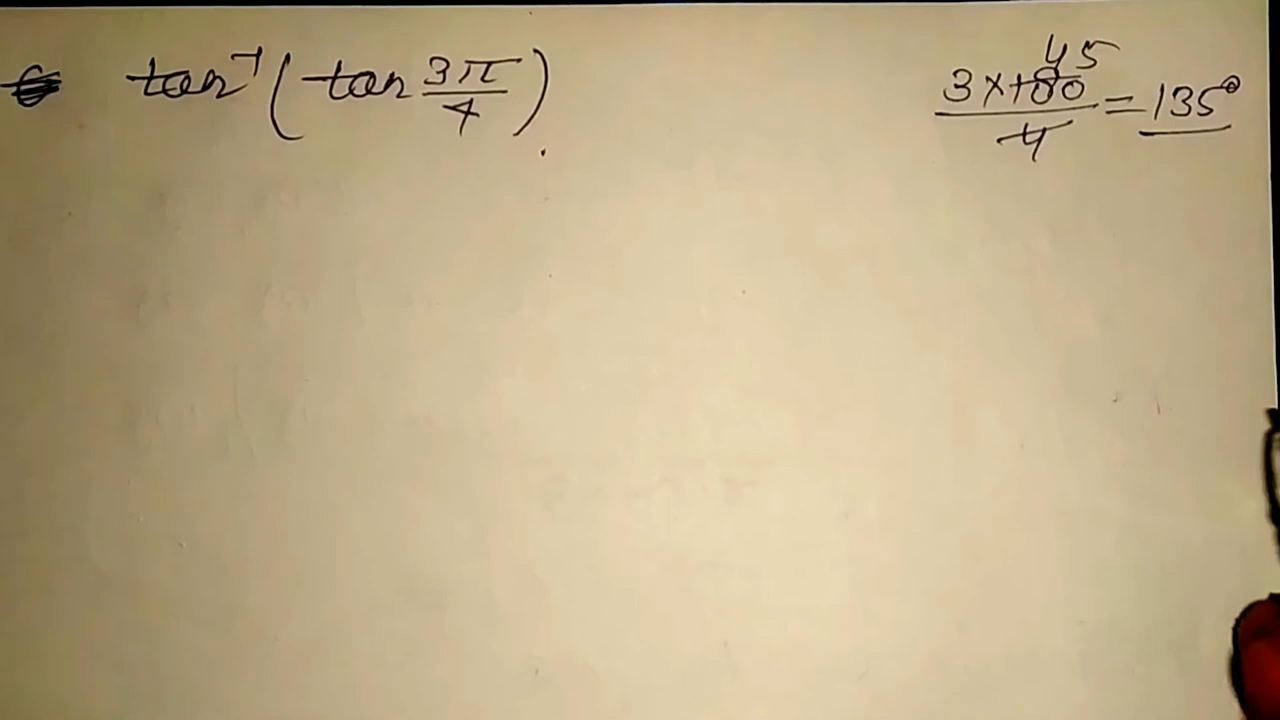 tan⁻¹(tan 3π/4)
45
3×180/4 = 135°